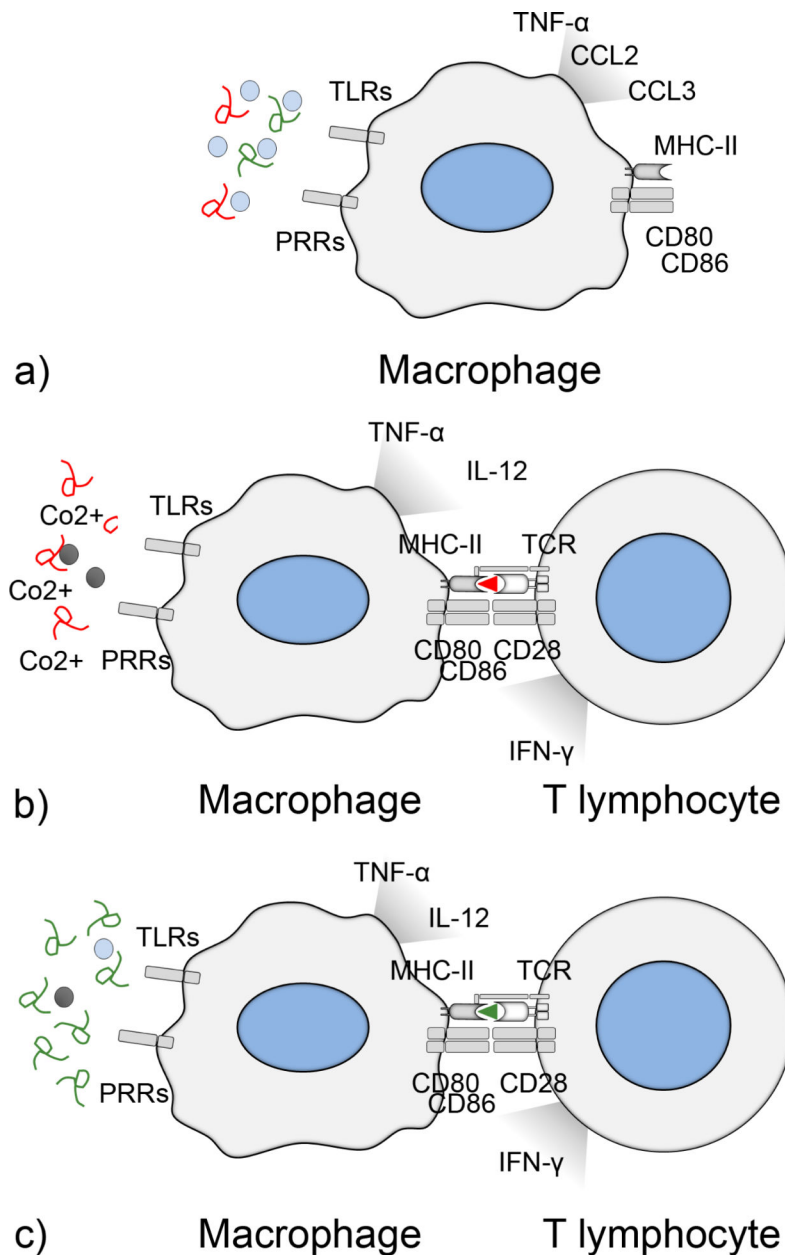 TNF-α
CCL2
CCL3
TLRs
MHC-II
PRRs
CD80
CD86
a)
Macrophage
TNF-α
IL-12
TLRs
Co2+
MHC-II
TCR
Co2+
Co2+
PRRs
CD80
CD28
CD86
IFN-γ
b)
Macrophage
T lymphocyte
TNF-α
IL-12
TLRs
MHC-II
TCR
PRRs
CD80
CD28
CD86
IFN-γ
c)
Macrophage
T lymphocyte